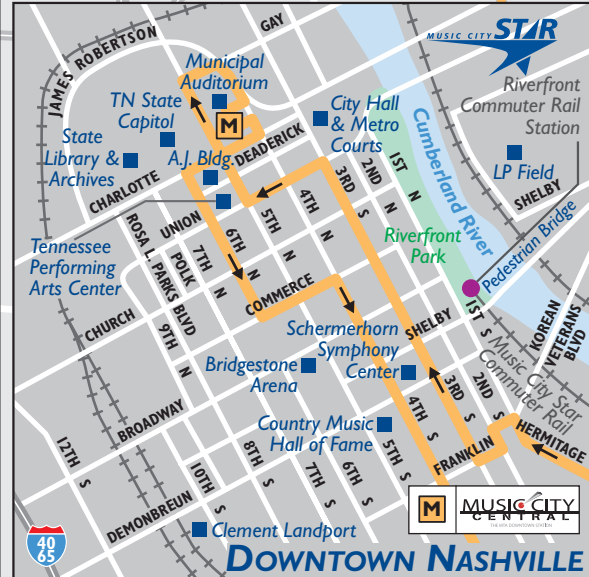 MUSIC CITY STAR
JAMES ROBERTSON
GAY
Municipal
Auditorium
TN State
Capitol
M
State
Library &
Archives
A.J. Bldg.
DEADERICK
City Hall
& Metro
Courts
Riverfront
Commuter Rail
Station
LP Field
SHELBY
Cumberland River
Pedestrian Bridge
1ST N
2ND N
3RD S
4TH N
5TH N
6TH N
7TH N
POLK
ROSA L. PARKS BLVD
9TH N
CHARLOTTE
UNION
Tennessee
Performing
Arts Center
Riverfront
Park
COMMERCE
CHURCH
SHELBY
1ST S
KOREAN
VETERANS
BLVD
Music City Star
Commuter Rail
Schermerhorn
Symphony
Center
Bridgestone
Arena
BROADWAY
Country Music
Hall of Fame
2ND S
3RD S
4TH S
5TH S
6TH S
7TH S
8TH S
10TH S
12TH S
FRANKLIN
HERMITAGE
DEMONBREUN
Clement Landport
M
MUSIC CITY
CENTRAL
THE MTA DOWNTOWN STATION
40
65
DOWNTOWN NASHVILLE